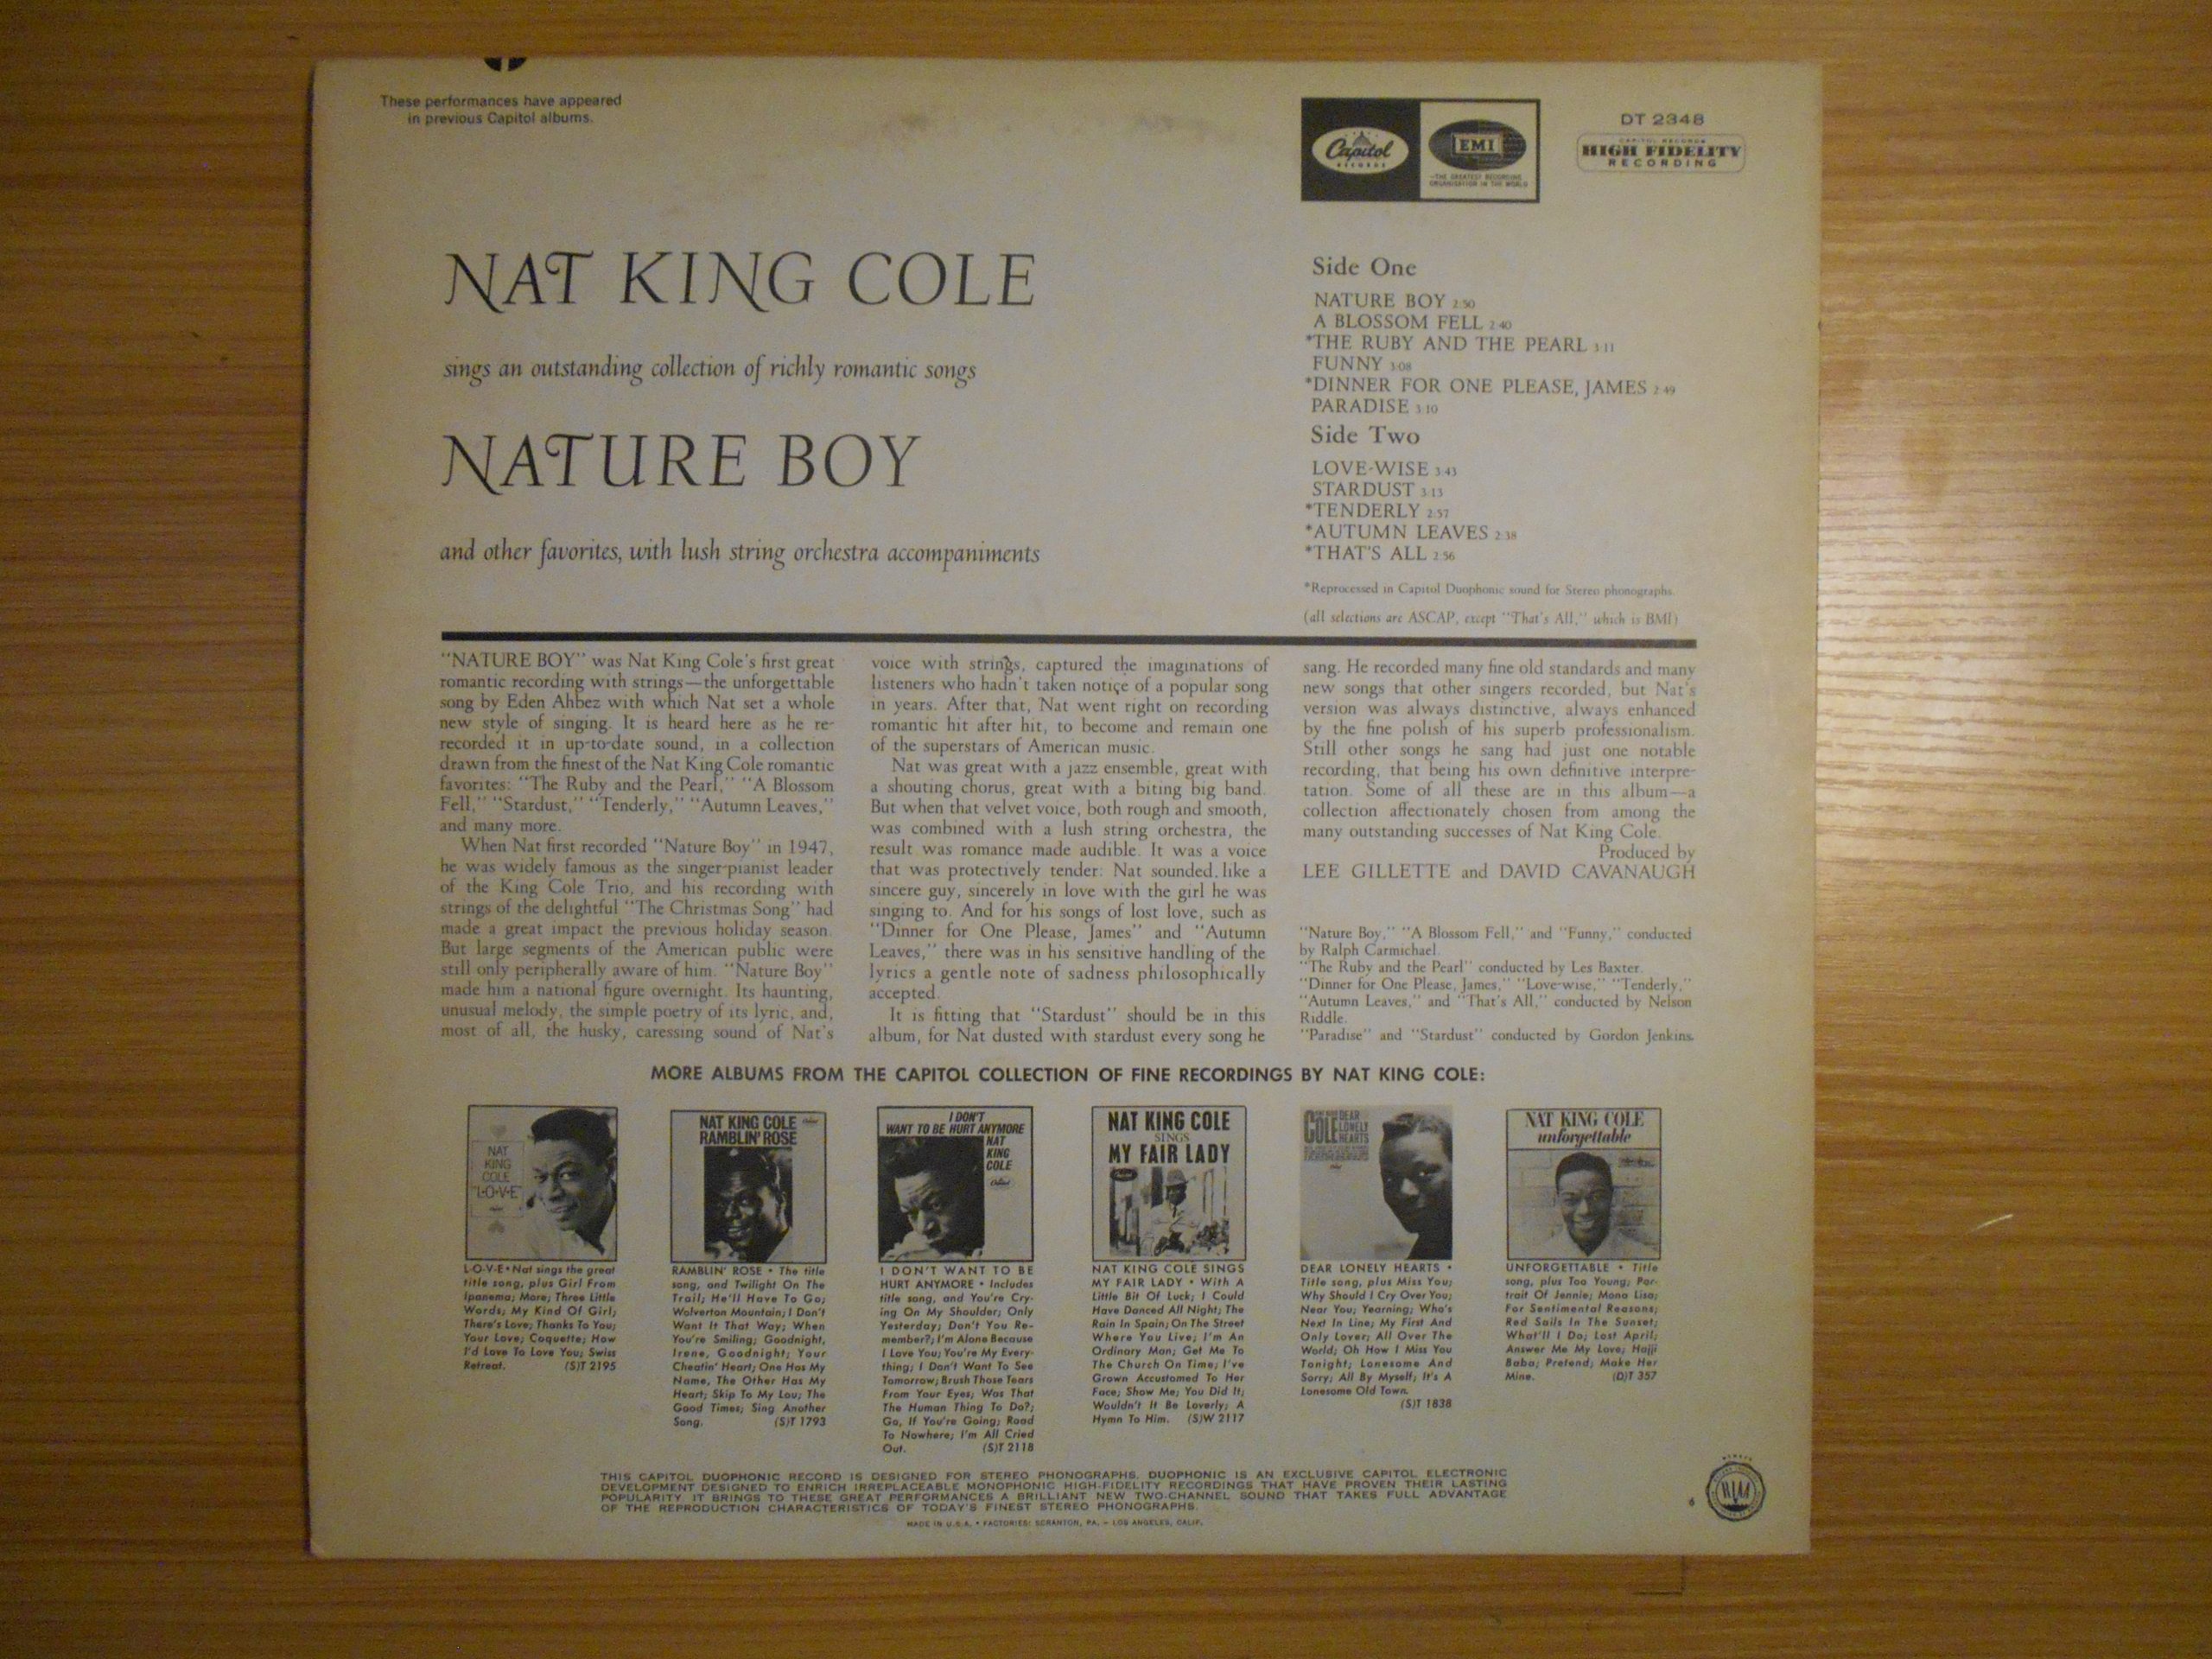 These performances have appeared
in previous Capitol albums.
Capitol
RECORDS
EMI
THE GREATEST RECORDING
ORGANISATION IN THE WORLD
DT 2348
CAPITOL RECORDS
HIGH FIDELITY
RECORDING
NAT KING COLE
sings an outstanding collection of richly romantic songs
NATURE BOY
and other favorites, with lush string orchestra accompaniments
Side One
NATURE BOY 2:50
A BLOSSOM FELL 2:40
*THE RUBY AND THE PEARL 3:11
FUNNY 3:08
*DINNER FOR ONE PLEASE, JAMES 2:49
PARADISE 3:10
Side Two
LOVE-WISE 3:43
STARDUST 3:13
*TENDERLY 2:57
*AUTUMN LEAVES 2:38
*THAT'S ALL 2:56
*Reprocessed in Capitol Duophonic sound for Stereo phonographs.
(all selections are ASCAP, except "That's All," which is BMI)
"NATURE BOY" was Nat King Cole's first great
romantic recording with strings—the unforgettable
song by Eden Ahbez with which Nat set a whole
new style of singing. It is heard here as he re-
recorded it in up-to-date sound, in a collection
drawn from the finest of the Nat King Cole romantic
favorites: "The Ruby and the Pearl," "A Blossom
Fell," "Stardust," "Tenderly," "Autumn Leaves,"
and many more.
When Nat first recorded "Nature Boy" in 1947,
he was widely famous as the singer-pianist leader
of the King Cole Trio, and his recording with
strings of the delightful "The Christmas Song" had
made a great impact the previous holiday season.
But large segments of the American public were
still only peripherally aware of him. "Nature Boy"
made him a national figure overnight. Its haunting,
unusual melody, the simple poetry of its lyric, and,
most of all, the husky, caressing sound of Nat's
voice with strings, captured the imaginations of
listeners who hadn't taken notice of a popular song
in years. After that, Nat went right on recording
romantic hit after hit, to become and remain one
of the superstars of American music.
Nat was great with a jazz ensemble, great with
a shouting chorus, great with a biting big band.
But when that velvet voice, both rough and smooth,
was combined with a lush string orchestra, the
result was romance made audible. It was a voice
that was protectively tender: Nat sounded like a
sincere guy, sincerely in love with the girl he was
singing to. And for his songs of lost love, such as
"Dinner for One Please, James" and "Autumn
Leaves," there was in his sensitive handling of the
lyrics a gentle note of sadness philosophically
accepted.
It is fitting that "Stardust" should be in this
album, for Nat dusted with stardust every song he
sang. He recorded many fine old standards and many
new songs that other singers recorded, but Nat's
version was always distinctive, always enhanced
by the fine polish of his superb professionalism.
Still other songs he sang had just one notable
recording, that being his own definitive interpre-
tation. Some of all these are in this album—a
collection affectionately chosen from among the
many outstanding successes of Nat King Cole.
Produced by
LEE GILLETTE and DAVID CAVANAUGH
"Nature Boy," "A Blossom Fell," and "Funny," conducted
by Ralph Carmichael.
"The Ruby and the Pearl" conducted by Les Baxter.
"Dinner for One Please, James," "Love-wise," "Tenderly,"
"Autumn Leaves," and "That's All," conducted by Nelson
Riddle.
"Paradise" and "Stardust" conducted by Gordon Jenkins.
MORE ALBUMS FROM THE CAPITOL COLLECTION OF FINE RECORDINGS BY NAT KING COLE:
NAT
KING
COLE
"L-O-V-E"
L-O-V-E • Nat sings the great
title song, plus Girl From
Ipanema; More; Three Little
Words; My Kind Of Girl;
There's Love; Thanks To You;
Your Love; Coquette; How
I'd Love To Love You; Swiss
Retreat. (S)T 2195
NAT KING COLE
RAMBLIN' ROSE
RAMBLIN' ROSE • The title
song, and Twilight On The
Trail; He'll Have To Go;
Wolverton Mountain; I Don't
Want It That Way; When
You're Smiling; Goodnight,
Irene, Goodnight; Your
Cheatin' Heart; One Has My
Name, The Other Has My
Heart; Skip To My Lou; The
Good Times; Sing Another
Song. (S)T 1793
I DON'T
WANT TO BE HURT ANYMORE
NAT
KING
COLE
Capitol
I DON'T WANT TO BE
HURT ANYMORE • Includes
title song, and You're Cry-
ing On My Shoulder; Only
Yesterday; Don't You Re-
member?; I'm Alone Because
I Love You; You're My Every-
thing; I Don't Want To See
Tomorrow; Brush Those Tears
From Your Eyes; Was That
The Human Thing To Do?;
Go, If You're Going; Road
To Nowhere; I'm All Cried
Out. (S)T 2118
NAT KING COLE
SINGS
MY FAIR LADY
NAT KING COLE SINGS
MY FAIR LADY • With A
Little Bit Of Luck; I Could
Have Danced All Night; The
Rain In Spain; On The Street
Where You Live; I'm An
Ordinary Man; Get Me To
The Church On Time; I've
Grown Accustomed To Her
Face; Show Me; You Did It;
Wouldn't It Be Loverly; A
Hymn To Him. (S)W 2117
COLE DEAR
LONELY
HEARTS
DEAR LONELY HEARTS •
Title song, plus Miss You;
Why Should I Cry Over You;
Near You; Yearning; Who's
Next In Line; My First And
Only Lover; All Over The
World; Oh How I Miss You
Tonight; Lonesome And
Sorry; All By Myself; It's A
Lonesome Old Town.
(S)T 1838
NAT KING COLE
unforgettable
UNFORGETTABLE • Title
song, plus Too Young; Por-
trait Of Jennie; Mona Lisa;
For Sentimental Reasons;
Red Sails In The Sunset;
What'll I Do; Lost April;
Answer Me My Love; Hajji
Baba; Pretend; Make Her
Mine. (D)T 357
THIS CAPITOL DUOPHONIC RECORD IS DESIGNED FOR STEREO PHONOGRAPHS. DUOPHONIC IS AN EXCLUSIVE CAPITOL ELECTRONIC
DEVELOPMENT DESIGNED TO ENRICH IRREPLACEABLE MONOPHONIC HIGH-FIDELITY RECORDINGS THAT HAVE PROVEN THEIR LASTING
POPULARITY. IT BRINGS TO THESE GREAT PERFORMANCES A BRILLIANT NEW TWO-CHANNEL SOUND THAT TAKES FULL ADVANTAGE
OF THE REPRODUCTION CHARACTERISTICS OF TODAY'S FINEST STEREO PHONOGRAPHS.
MADE IN U.S.A. • FACTORIES: SCRANTON, PA. – LOS ANGELES, CALIF.
6
RIAA